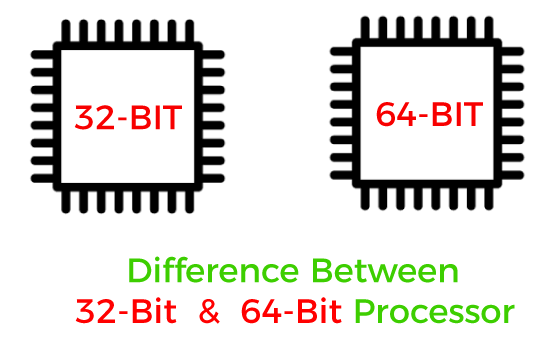 32-BIT
64-BIT
Difference Between
32-Bit & 64-Bit Processor